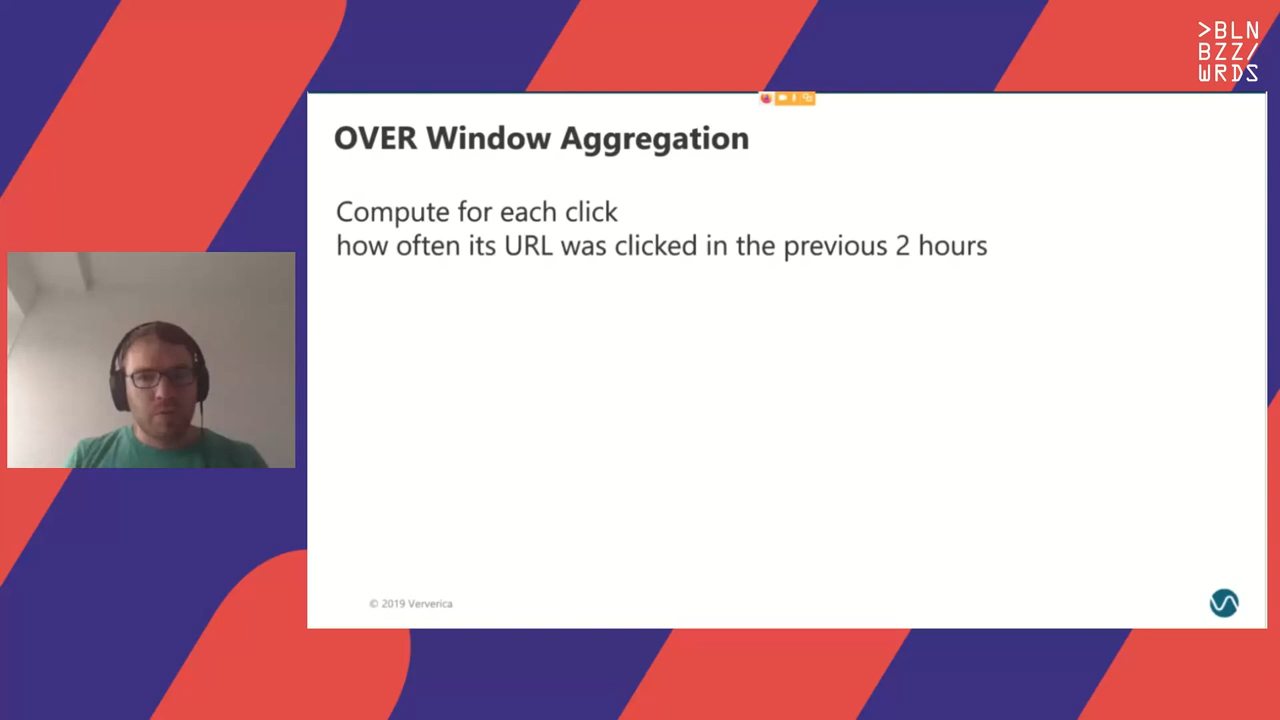 >BLN
BZZ/
WRDS
OVER Window Aggregation
Compute for each click
how often its URL was clicked in the previous 2 hours
© 2019 Ververica